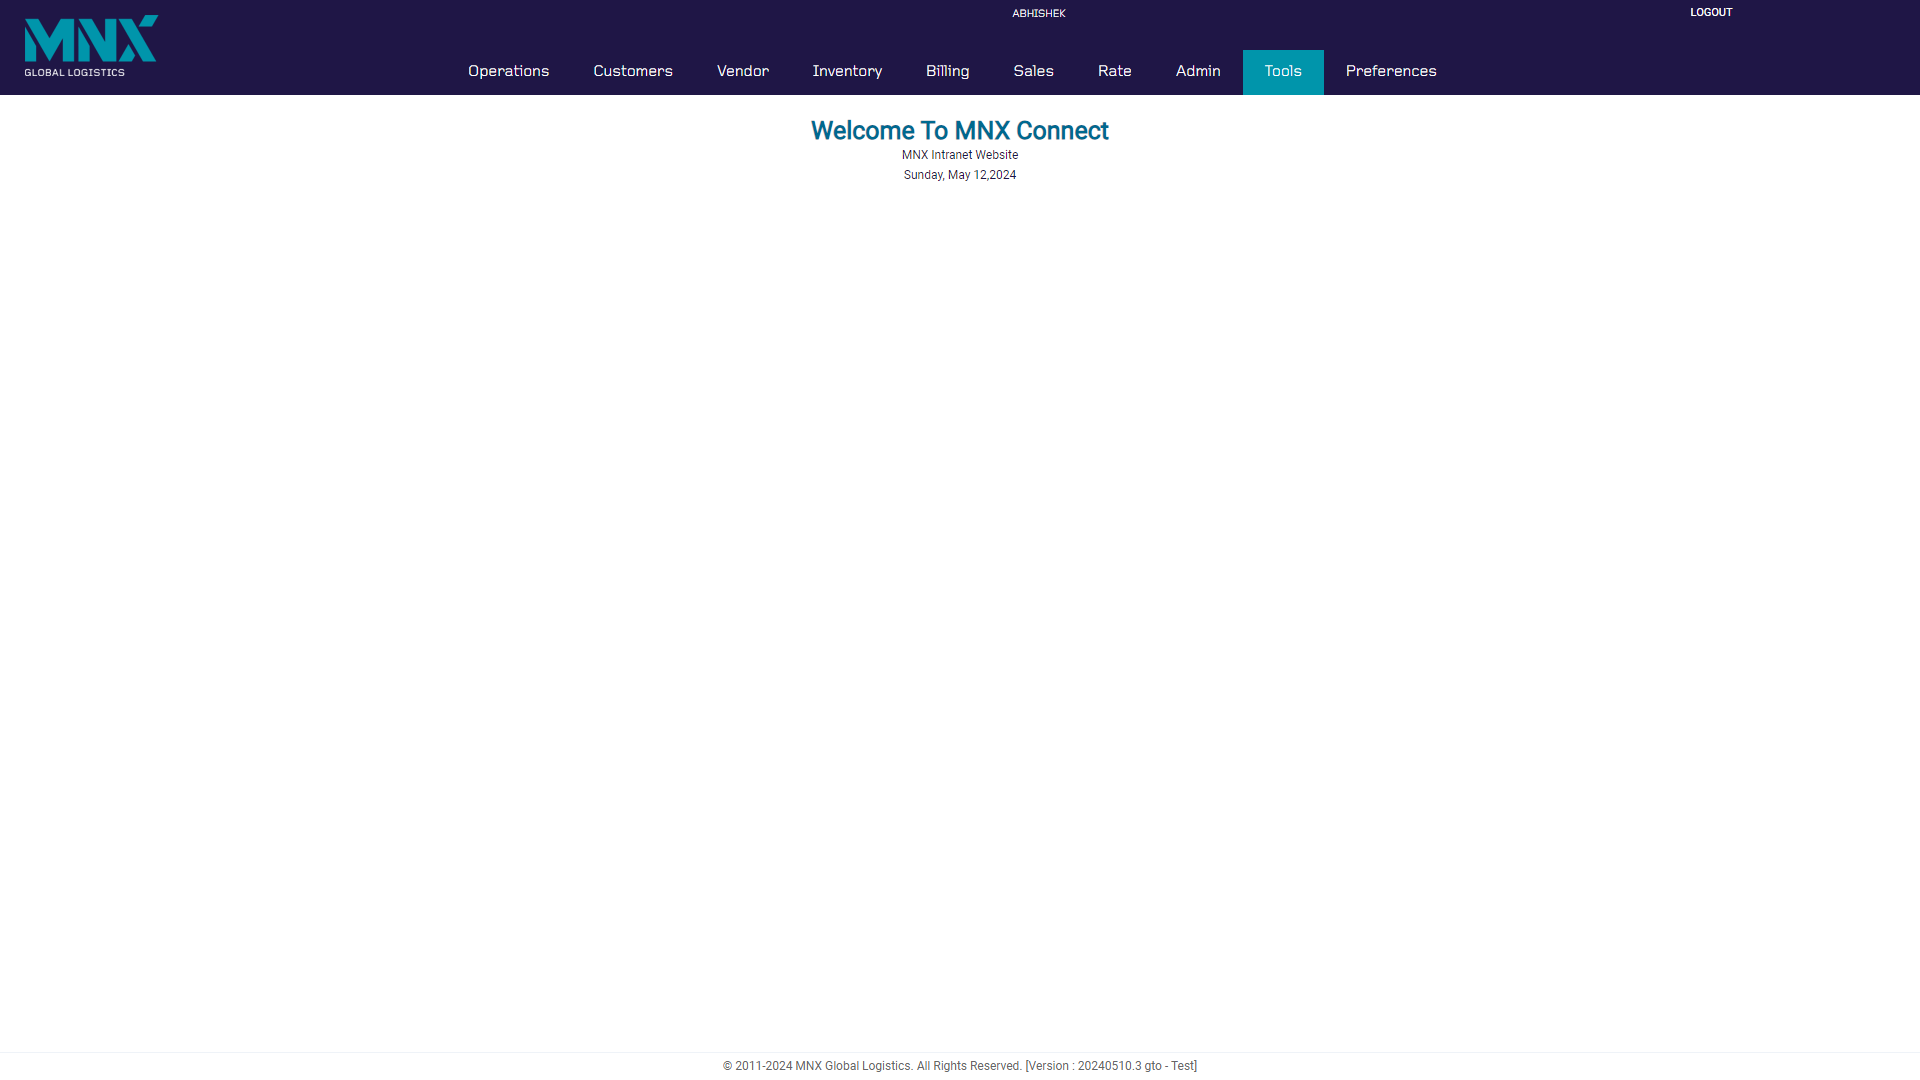 ABHISHEK
LOGOUT
MNX
GLOBAL LOGISTICS
Operations Customers Vendor Inventory Billing Sales Rate Admin Tools Preferences
Welcome To MNX Connect
MNX Intranet Website
Sunday, May 12,2024
© 2011-2024 MNX Global Logistics. All Rights Reserved. [Version : 20240510.3 gto - Test]